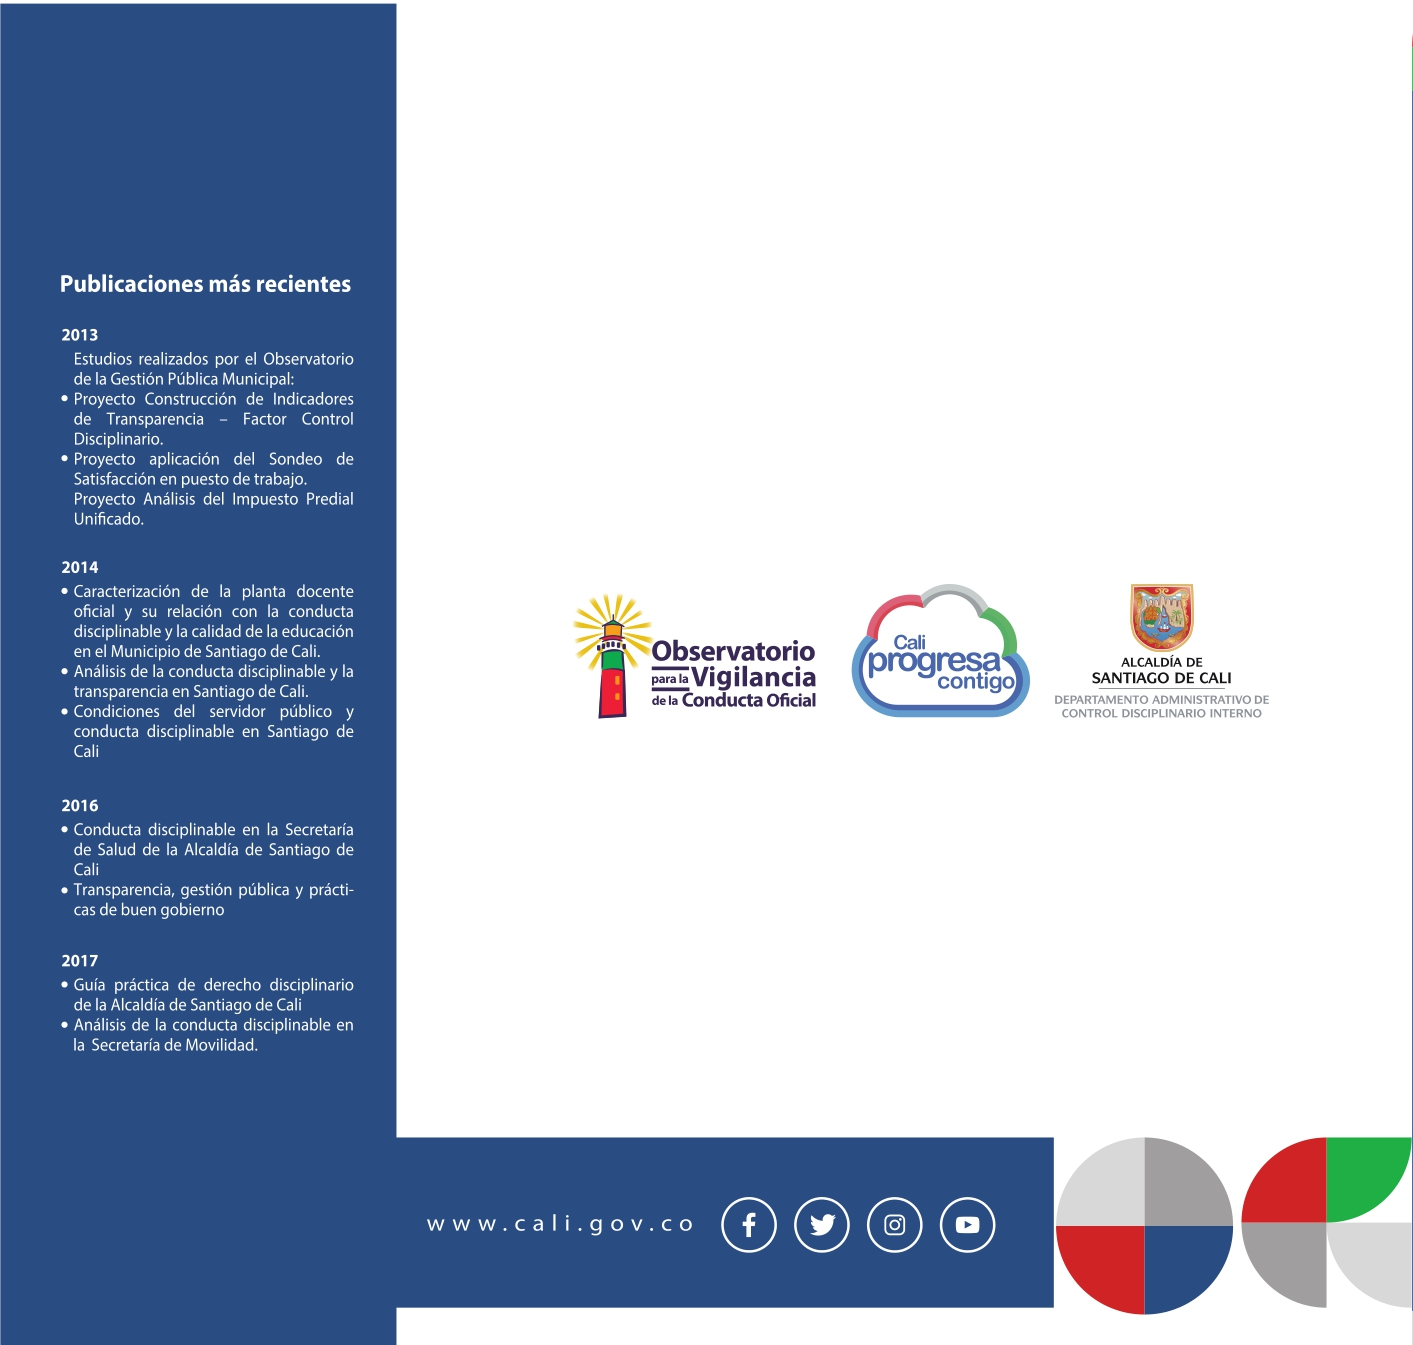 Publicaciones más recientes
2013
Estudios realizados por el Observatorio
de la Gestión Pública Municipal:
• Proyecto Construcción de Indicadores
de Transparencia – Factor Control
Disciplinario.
• Proyecto aplicación del Sondeo de
Satisfacción en puesto de trabajo.
Proyecto Análisis del Impuesto Predial
Unificado.
2014
• Caracterización de la planta docente
oficial y su relación con la conducta
disciplinable y la calidad de la educación
en el Municipio de Santiago de Cali.
• Análisis de la conducta disciplinable y la
transparencia en Santiago de Cali.
• Condiciones del servidor público y
conducta disciplinable en Santiago de
Cali
2016
• Conducta disciplinable en la Secretaría
de Salud de la Alcaldía de Santiago de
Cali
• Transparencia, gestión pública y prácti-
cas de buen gobierno
2017
• Guía práctica de derecho disciplinario
de la Alcaldía de Santiago de Cali
• Análisis de la conducta disciplinable en
la Secretaría de Movilidad.
Observatorio
para la Vigilancia
de la Conducta Oficial
Cali
progresa
contigo
ALCALDÍA DE
SANTIAGO DE CALI
DEPARTAMENTO ADMINISTRATIVO DE
CONTROL DISCIPLINARIO INTERNO
www.cali.gov.co